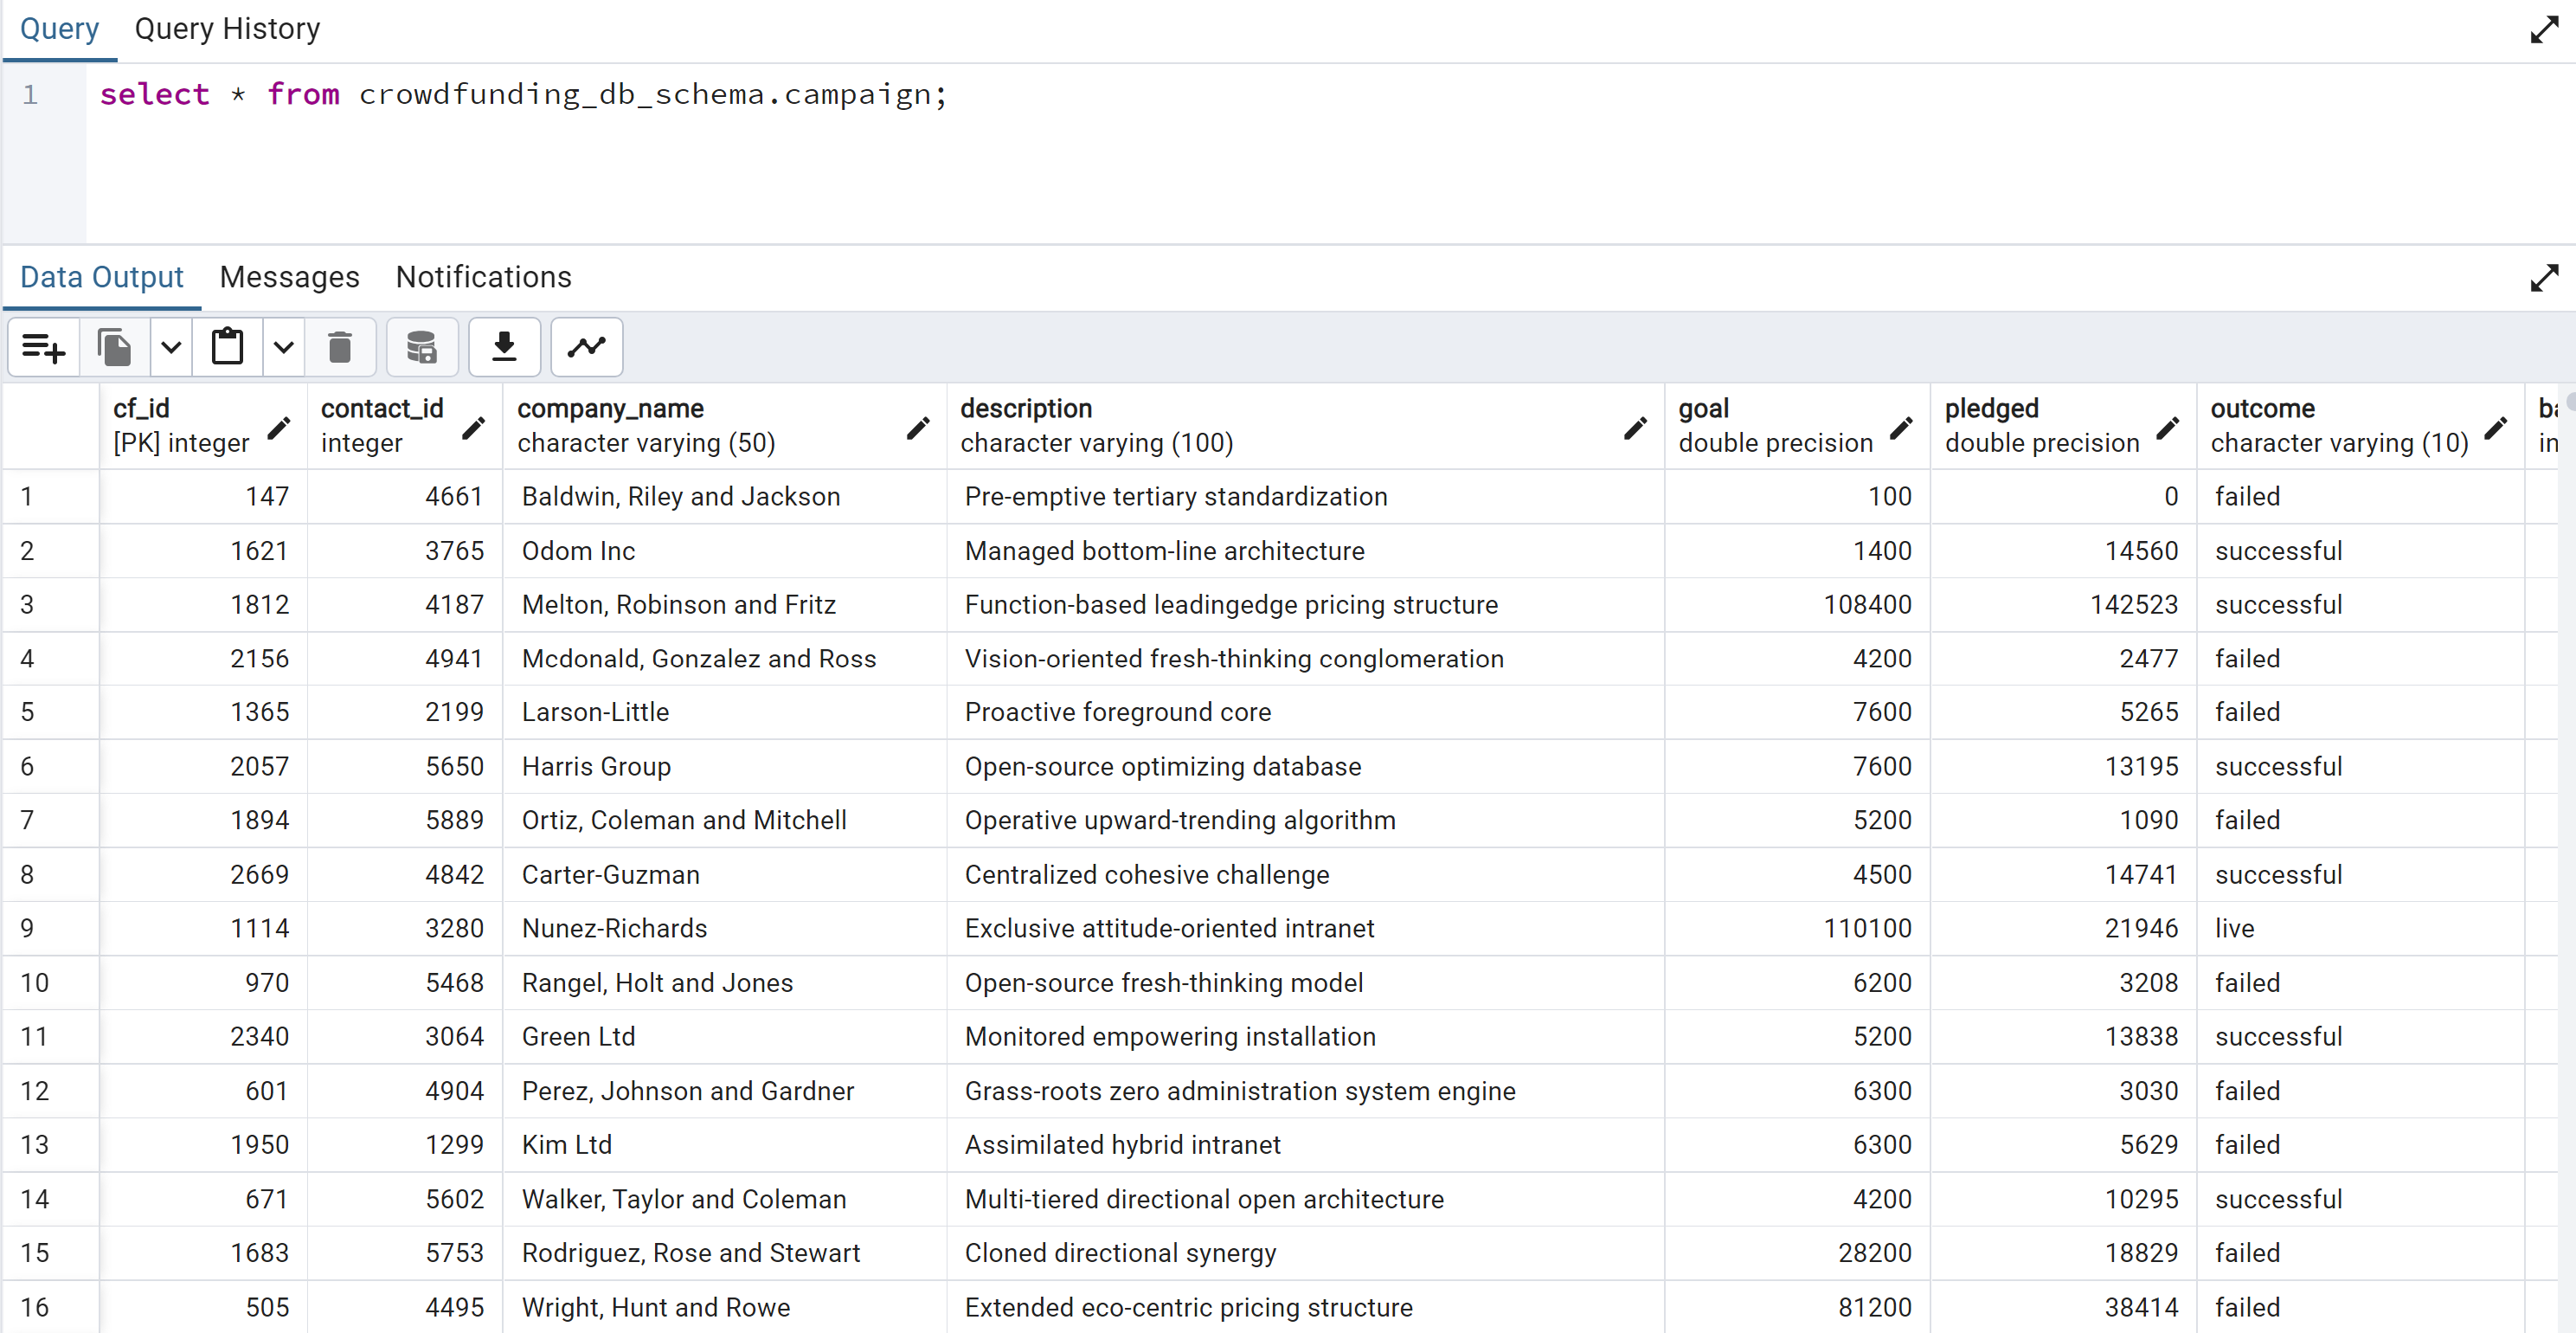 Query Query History
1 select * from crowdfunding_db_schema.campaign;
Data Output Messages Notifications
cf_id contact_id company_name description goal pledged outcome
[PK] integer integer character varying (50) character varying (100) double precision double precision character varying (10)
1 147 4661 Baldwin, Riley and Jackson Pre-emptive tertiary standardization 100 0 failed
2 1621 3765 Odom Inc Managed bottom-line architecture 1400 14560 successful
3 1812 4187 Melton, Robinson and Fritz Function-based leadingedge pricing structure 108400 142523 successful
4 2156 4941 Mcdonald, Gonzalez and Ross Vision-oriented fresh-thinking conglomeration 4200 2477 failed
5 1365 2199 Larson-Little Proactive foreground core 7600 5265 failed
6 2057 5650 Harris Group Open-source optimizing database 7600 13195 successful
7 1894 5889 Ortiz, Coleman and Mitchell Operative upward-trending algorithm 5200 1090 failed
8 2669 4842 Carter-Guzman Centralized cohesive challenge 4500 14741 successful
9 1114 3280 Nunez-Richards Exclusive attitude-oriented intranet 110100 21946 live
10 970 5468 Rangel, Holt and Jones Open-source fresh-thinking model 6200 3208 failed
11 2340 3064 Green Ltd Monitored empowering installation 5200 13838 successful
12 601 4904 Perez, Johnson and Gardner Grass-roots zero administration system engine 6300 3030 failed
13 1950 1299 Kim Ltd Assimilated hybrid intranet 6300 5629 failed
14 671 5602 Walker, Taylor and Coleman Multi-tiered directional open architecture 4200 10295 successful
15 1683 5753 Rodriguez, Rose and Stewart Cloned directional synergy 28200 18829 failed
16 505 4495 Wright, Hunt and Rowe Extended eco-centric pricing structure 81200 38414 failed